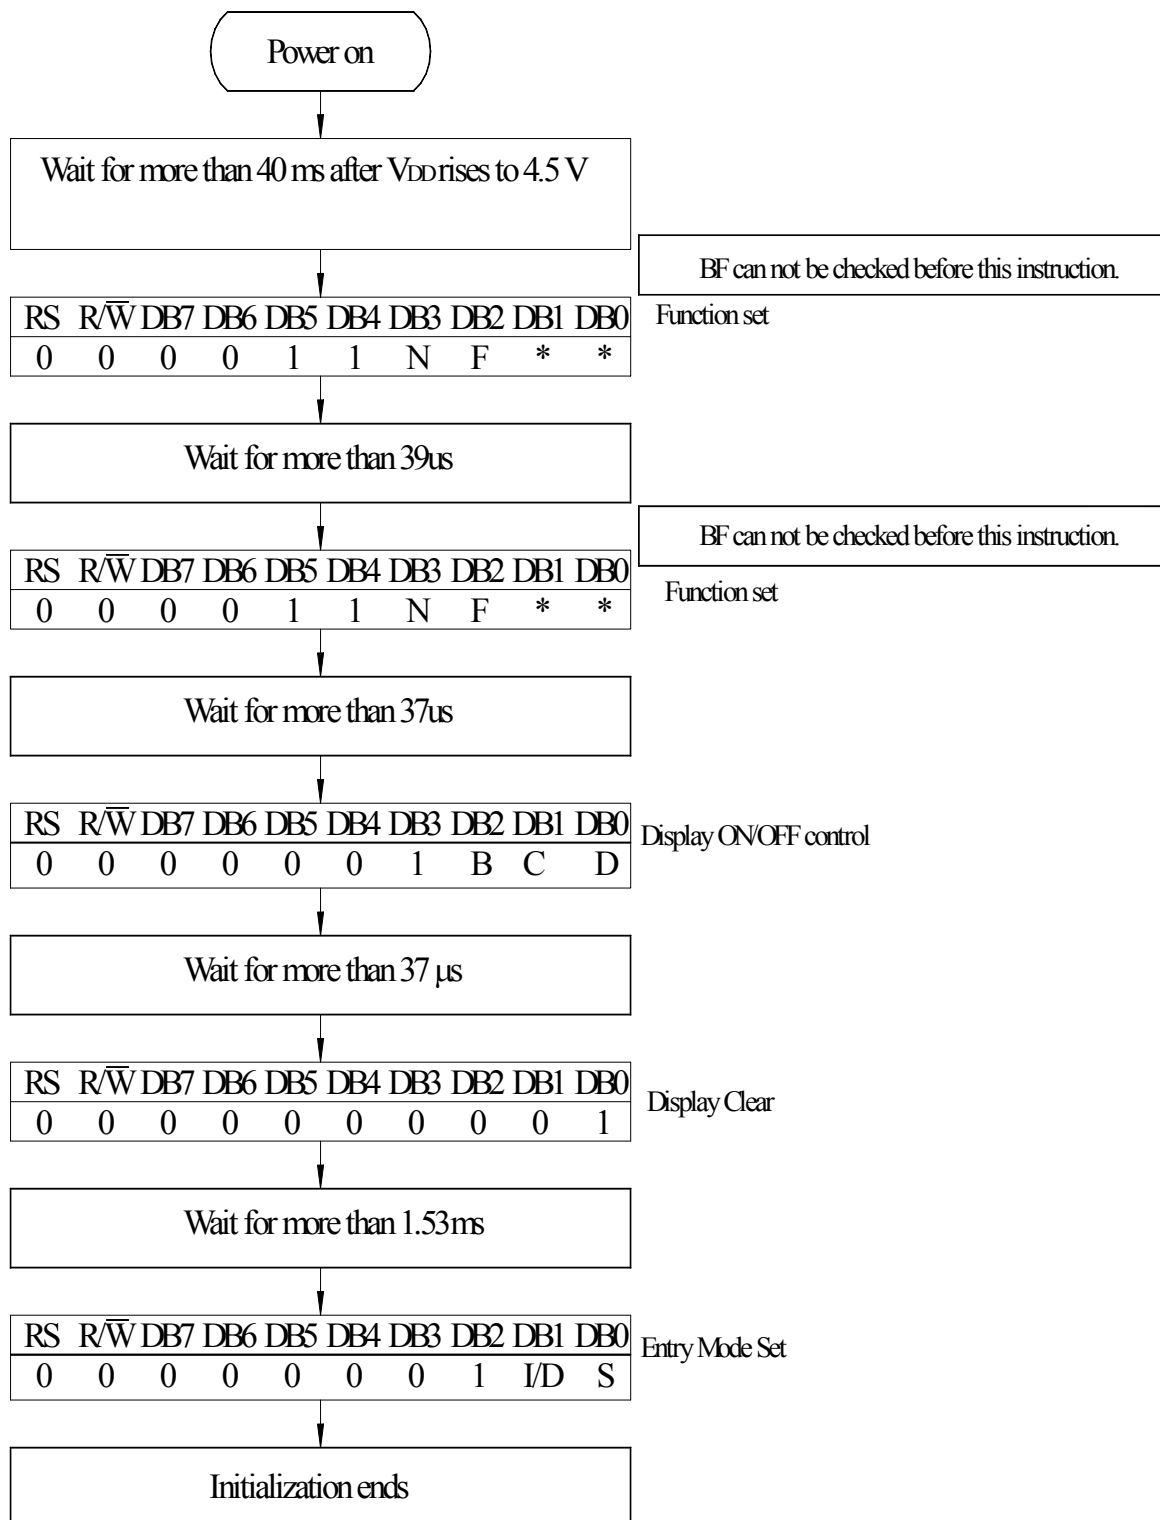 Power on
Wait for more than 40 ms after VDD rises to 4.5 V
BF can not be checked before this instruction.
RS R/W̅ DB7 DB6 DB5 DB4 DB3 DB2 DB1 DB0
Function set
0 0 0 0 1 1 N F * *
Wait for more than 39us
BF can not be checked before this instruction.
RS R/W̅ DB7 DB6 DB5 DB4 DB3 DB2 DB1 DB0
Function set
0 0 0 0 1 1 N F * *
Wait for more than 37us
RS R/W̅ DB7 DB6 DB5 DB4 DB3 DB2 DB1 DB0
Display ON/OFF control
0 0 0 0 0 0 1 B C D
Wait for more than 37 μs
RS R/W̅ DB7 DB6 DB5 DB4 DB3 DB2 DB1 DB0
Display Clear
0 0 0 0 0 0 0 0 0 1
Wait for more than 1.53ms
RS R/W̅ DB7 DB6 DB5 DB4 DB3 DB2 DB1 DB0
Entry Mode Set
0 0 0 0 0 0 0 1 I/D S
Initialization ends